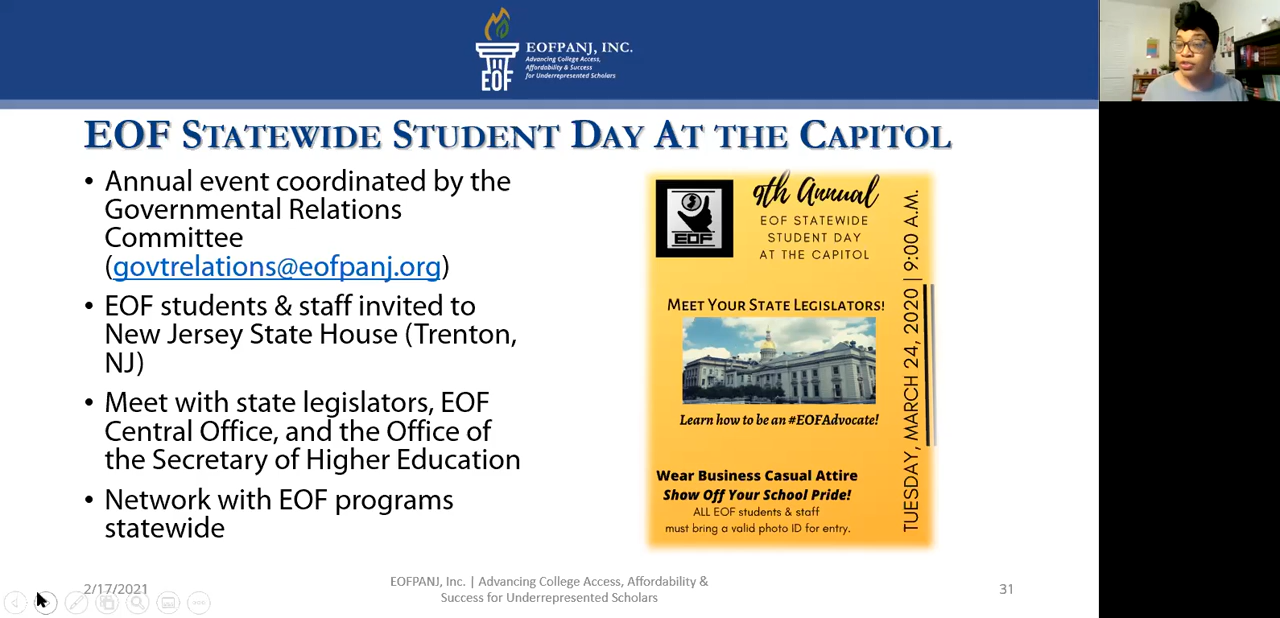 EOFPANJ, INC.
Advancing College Access,
Affordability & Success
for Underrepresented Scholars
EOF
EOF STATEWIDE STUDENT DAY AT THE CAPITOL
• Annual event coordinated by the
Governmental Relations
Committee
(govtrelations@eofpanj.org)
• EOF students & staff invited to
New Jersey State House (Trenton,
NJ)
• Meet with state legislators, EOF
Central Office, and the Office of
the Secretary of Higher Education
• Network with EOF programs
statewide
EOF
9th Annual
EOF STATEWIDE
STUDENT DAY
AT THE CAPITOL
MEET YOUR STATE LEGISLATORS!
Learn how to be an #EOFAdvocate!
Wear Business Casual Attire
Show Off Your School Pride!
ALL EOF students & staff
must bring a valid photo ID for entry.
TUESDAY, MARCH 24, 2020 | 9:00 A.M.
2/17/2021
EOFPANJ, Inc. | Advancing College Access, Affordability &
Success for Underrepresented Scholars
31